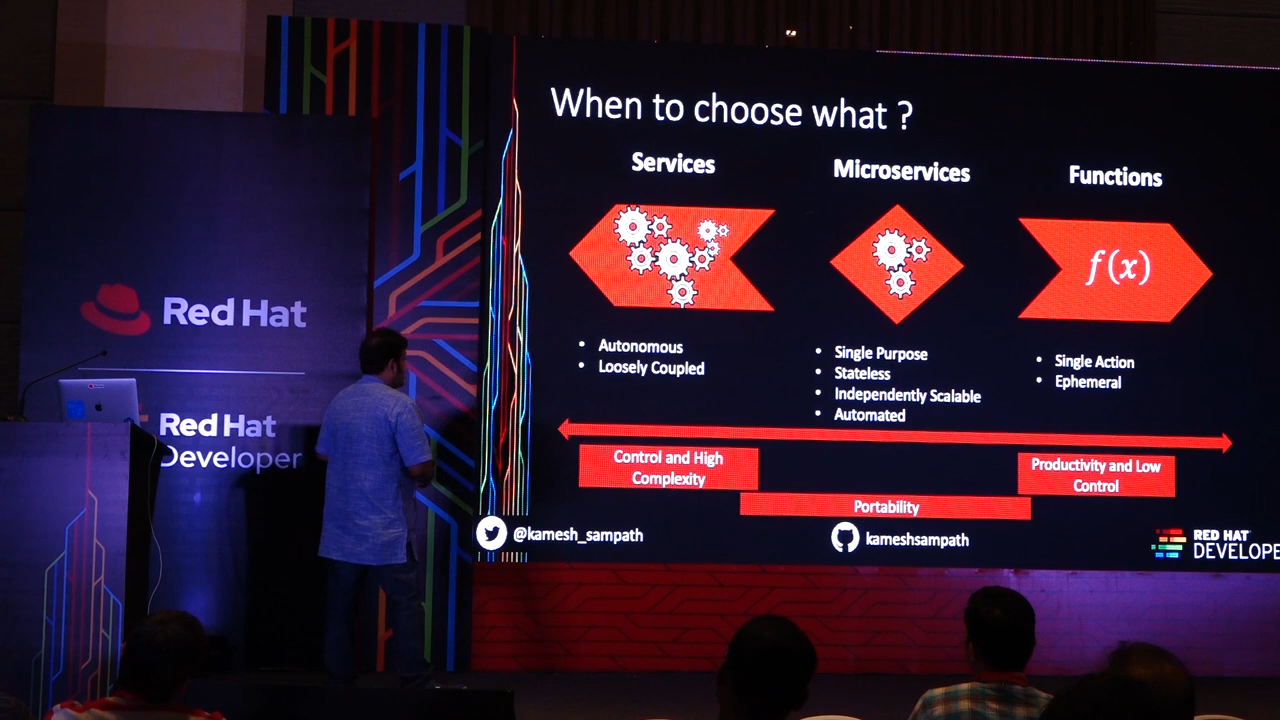 When to choose what ?
Services
Microservices
Functions
f(x)
• Autonomous
• Loosely Coupled
• Single Purpose
• Stateless
• Independently Scalable
• Automated
• Single Action
• Ephemeral
Control and High
Complexity
Portability
Productivity and Low
Control
@kamesh_sampath
kameshsampath
RED HAT
DEVELOPE
Red Hat
Red Hat
Developer